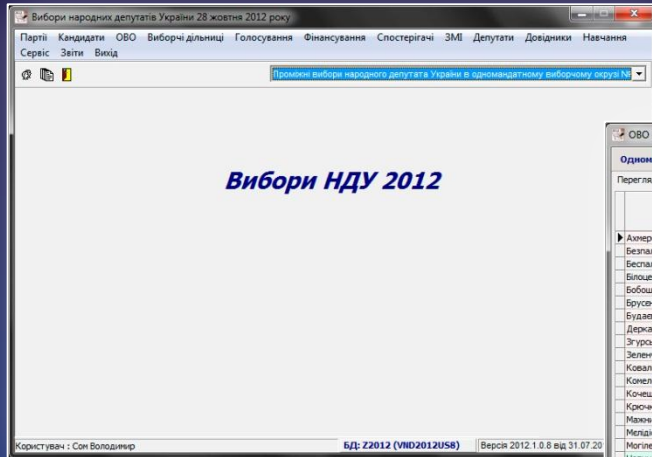 Вибори народних депутатів України 28 жовтня 2012 року
Партії Кандидати ОВО Виборчі дільниці Голосування Фінансування Спостерігачі ЗМІ Депутати Довідники Навчання
Сервіс Звіти Вихід
Проміжні вибори народного депутата України в одномандатному виборчому окрузі
ОВО
Вибори НДУ 2012
Користувач : Сом Володимир
БД: Z2012 (VND2012US8)
Версія 2012.1.0.8 від 31.07.20